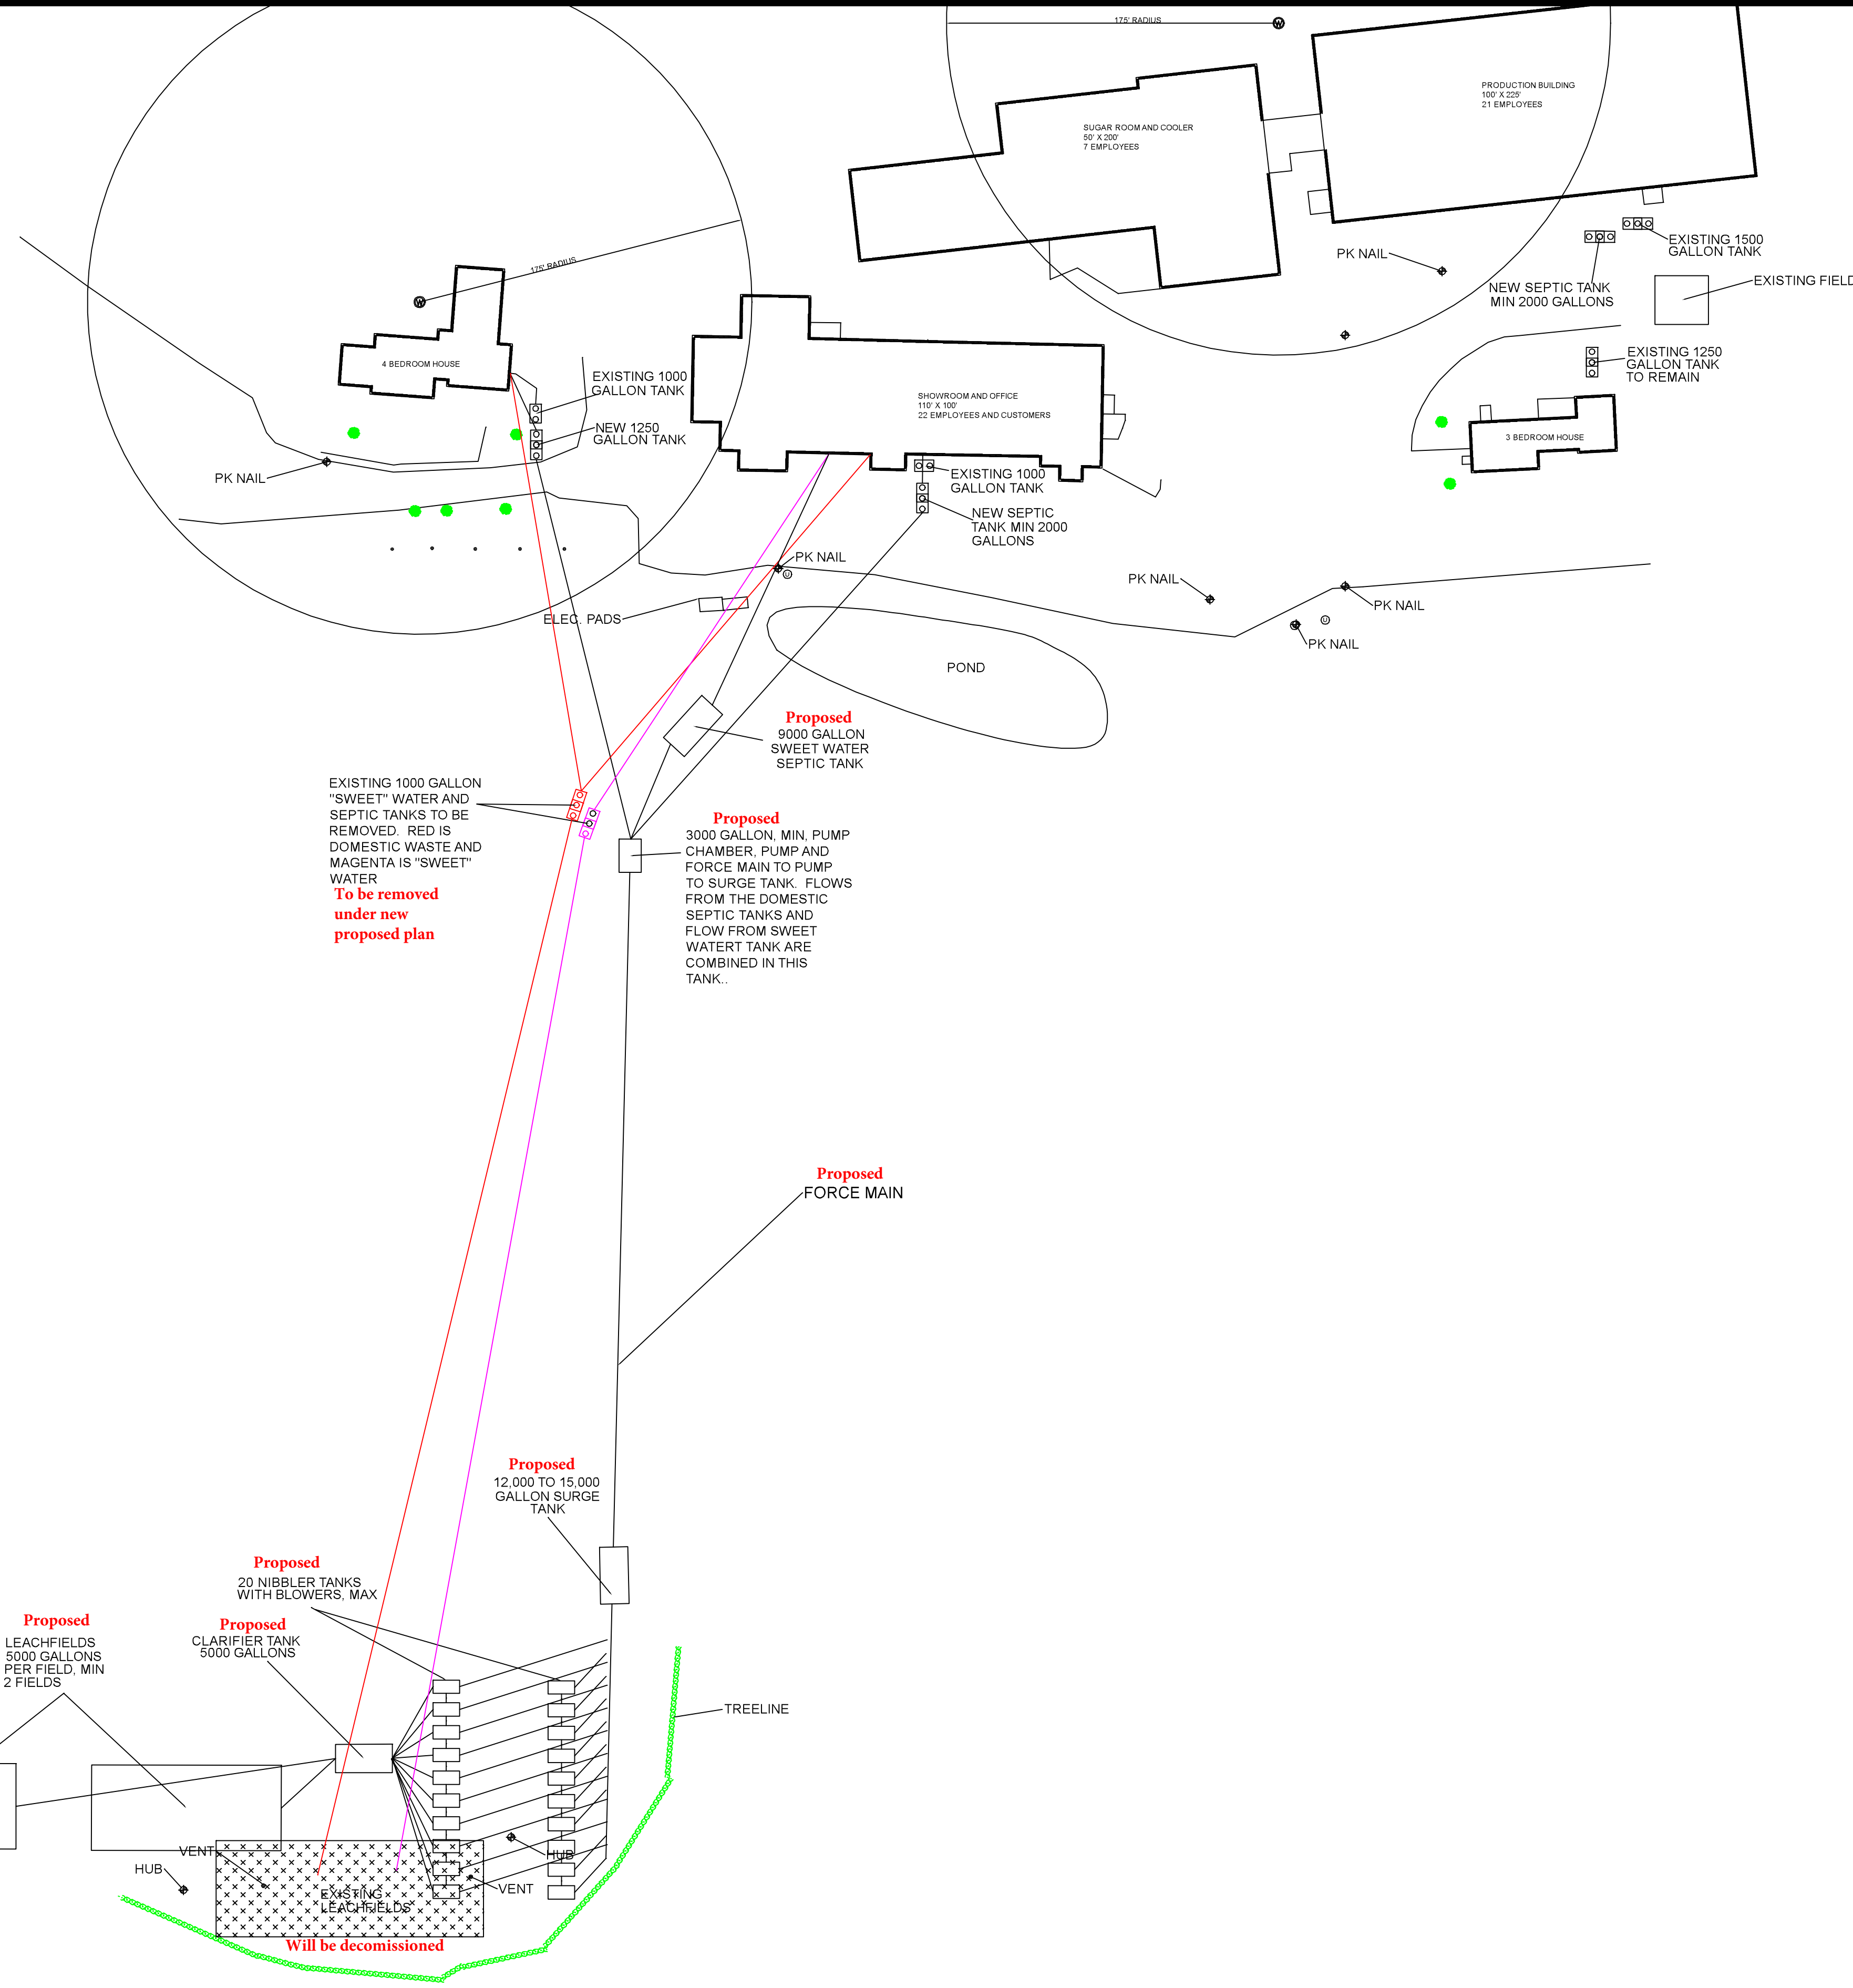 175' RADIUS
W
PRODUCTION BUILDING
100' X 225'
21 EMPLOYEES
SUGAR ROOM AND COOLER
50' X 200'
7 EMPLOYEES
EXISTING 1500
GALLON TANK
PK NAIL
NEW SEPTIC TANK
MIN 2000 GALLONS
EXISTING FIELD
175' RADIUS
W
4 BEDROOM HOUSE
EXISTING 1000
GALLON TANK
NEW 1250
GALLON TANK
PK NAIL
SHOWROOM AND OFFICE
110' X 100'
22 EMPLOYEES AND CUSTOMERS
EXISTING 1250
GALLON TANK
TO REMAIN
3 BEDROOM HOUSE
EXISTING 1000
GALLON TANK
NEW SEPTIC
TANK MIN 2000
GALLONS
PK NAIL
U
PK NAIL
PK NAIL
U
PK NAIL
ELEC. PADS
POND
Proposed
9000 GALLON
SWEET WATER
SEPTIC TANK
EXISTING 1000 GALLON
"SWEET" WATER AND
SEPTIC TANKS TO BE
REMOVED. RED IS
DOMESTIC WASTE AND
MAGENTA IS "SWEET"
WATER
To be removed
under new
proposed plan
Proposed
3000 GALLON, MIN, PUMP
CHAMBER, PUMP AND
FORCE MAIN TO PUMP
TO SURGE TANK. FLOWS
FROM THE DOMESTIC
SEPTIC TANKS AND
FLOW FROM SWEET
WATERT TANK ARE
COMBINED IN THIS
TANK..
Proposed
FORCE MAIN
Proposed
12,000 TO 15,000
GALLON SURGE
TANK
Proposed
20 NIBBLER TANKS
WITH BLOWERS, MAX
Proposed
CLARIFIER TANK
5000 GALLONS
Proposed
LEACHFIELDS
5000 GALLONS
PER FIELD, MIN
2 FIELDS
TREELINE
VENT
HUB
HUB
VENT
EXISTING
LEACHFIELDS
Will be decomissioned